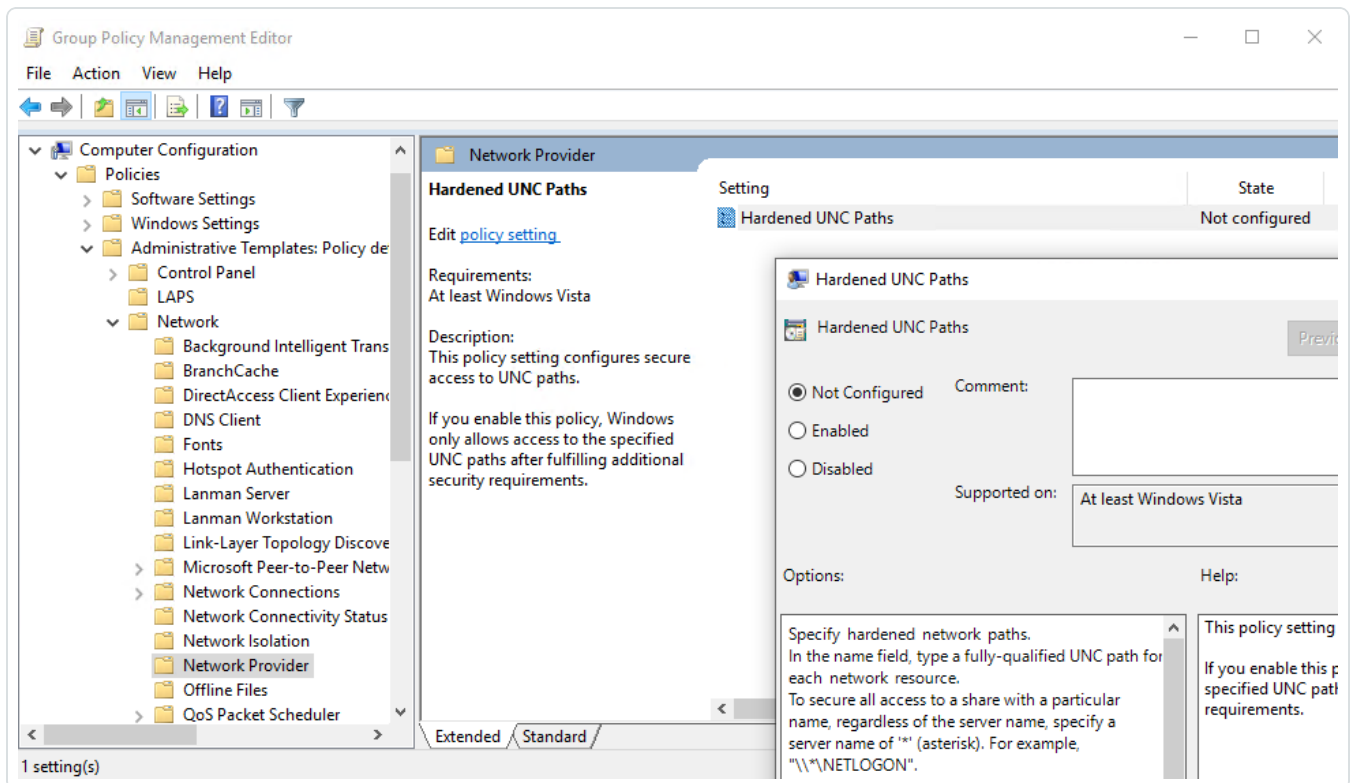 Group Policy Management Editor
File Action View Help
Computer Configuration
Policies
Software Settings
Windows Settings
Administrative Templates: Policy de
Control Panel
LAPS
Network
Background Intelligent Trans
BranchCache
DirectAccess Client Experien
DNS Client
Fonts
Hotspot Authentication
Lanman Server
Lanman Workstation
Link-Layer Topology Discove
Microsoft Peer-to-Peer Netw
Network Connections
Network Connectivity Status
Network Isolation
Network Provider
Offline Files
QoS Packet Scheduler
1 setting(s)
Network Provider
Hardened UNC Paths
Edit policy setting
Requirements:
At least Windows Vista
Description:
This policy setting configures secure
access to UNC paths.
If you enable this policy, Windows
only allows access to the specified
UNC paths after fulfilling additional
security requirements.
Extended Standard
Setting State
Hardened UNC Paths Not configured
Hardened UNC Paths
Hardened UNC Paths
Previ
Not Configured
Enabled
Disabled
Comment:
Supported on:
At least Windows Vista
Options:
Help:
Specify hardened network paths.
In the name field, type a fully-qualified UNC path for
each network resource.
To secure all access to a share with a particular
name, regardless of the server name, specify a
server name of '*' (asterisk). For example,
"\\*\NETLOGON".
This policy setting
If you enable this p
specified UNC path
requirements.